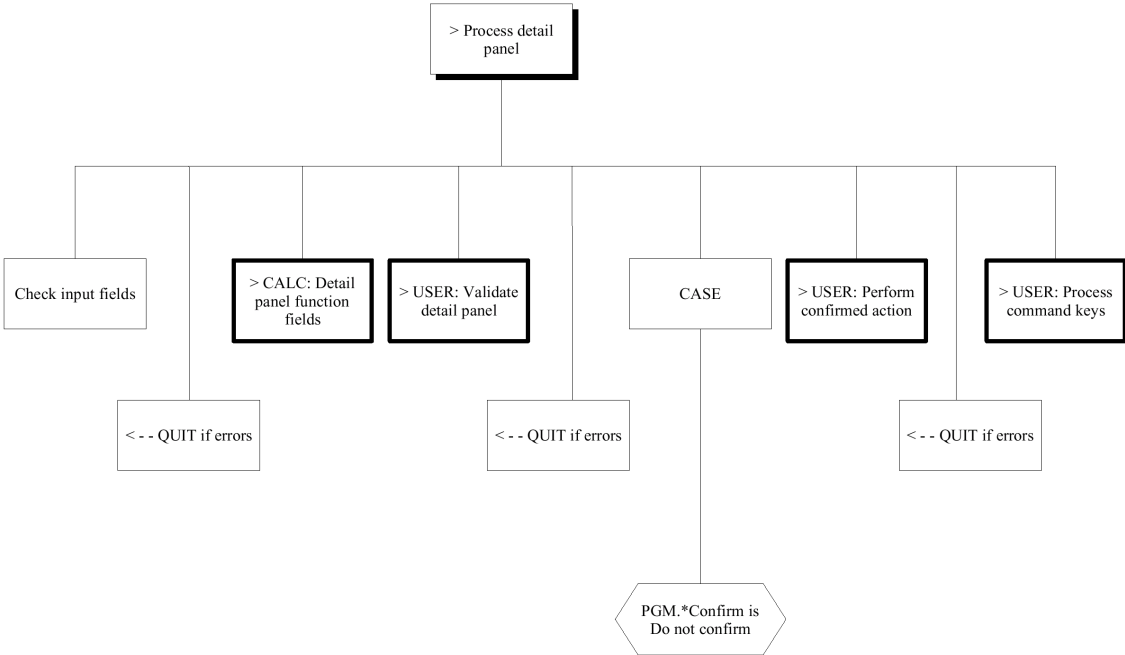 > Process detail
panel
Check input fields
> CALC: Detail
panel function
fields
> USER: Validate
detail panel
CASE
> USER: Perform
confirmed action
> USER: Process
command keys
< - - QUIT if errors
< - - QUIT if errors
< - - QUIT if errors
PGM.*Confirm is
Do not confirm